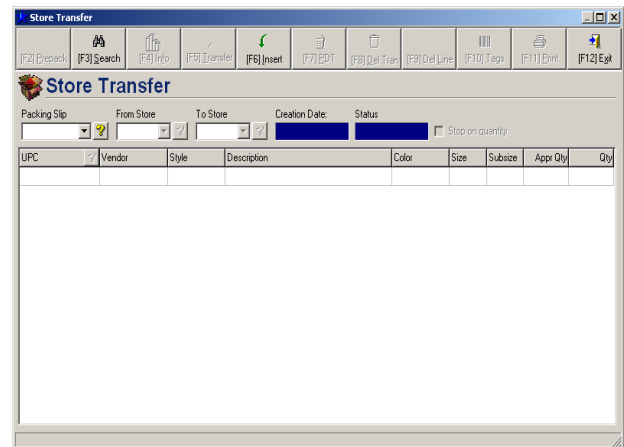 Store Transfer
[F2] Prepack [F3] Search [F4] Info [F5] Transfer [F6] Insert [F7] PDT [F8] Del Tran [F9] Del Line [F10] Tags [F11] Print [F12] Exit
Store Transfer
Packing Slip From Store To Store Creation Date: Status
Stop on quantity
UPC Vendor Style Description Color Size Subsize Appr Qty Qty